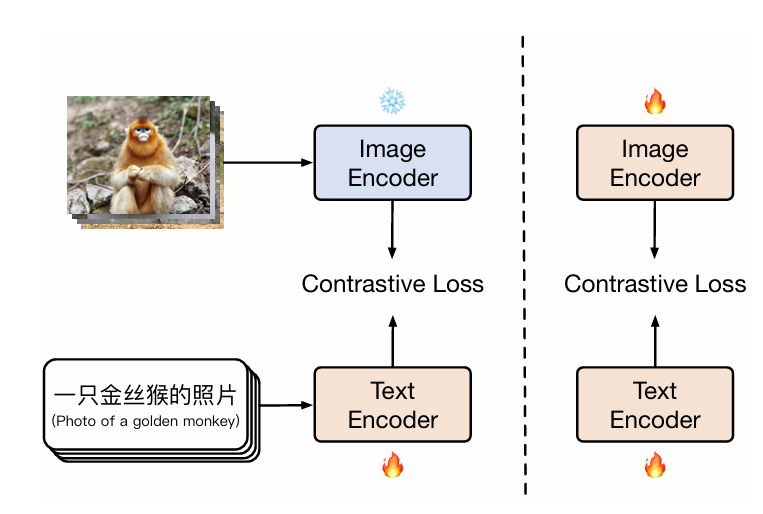 Image
Encoder
Image
Encoder
Contrastive Loss
Contrastive Loss
一只金丝猴的照片
(Photo of a golden monkey)
Text
Encoder
Text
Encoder